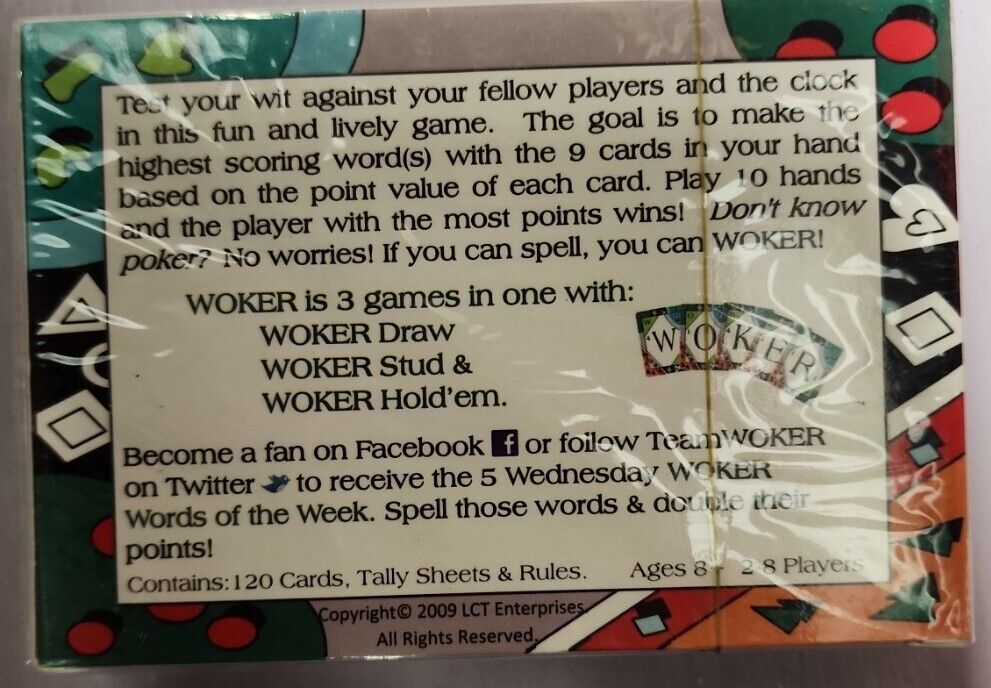 Test your wit against your fellow players and the clock
in this fun and lively game. The goal is to make the
highest scoring word(s) with the 9 cards in your hand
based on the point value of each card. Play 10 hands
and the player with the most points wins! Don't know
poker? No worries! If you can spell, you can WOKER!
WOKER is 3 games in one with:
WOKER Draw
WOKER Stud &
WOKER Hold'em.
WOKER
Become a fan on Facebook f or follow TeamWOKER
on Twitter to receive the 5 Wednesday WOKER
Words of the Week. Spell those words & double their
points!
Contains: 120 Cards, Tally Sheets & Rules. Ages 8+ 2-8 Players
Copyright© 2009 LCT Enterprises.
All Rights Reserved.